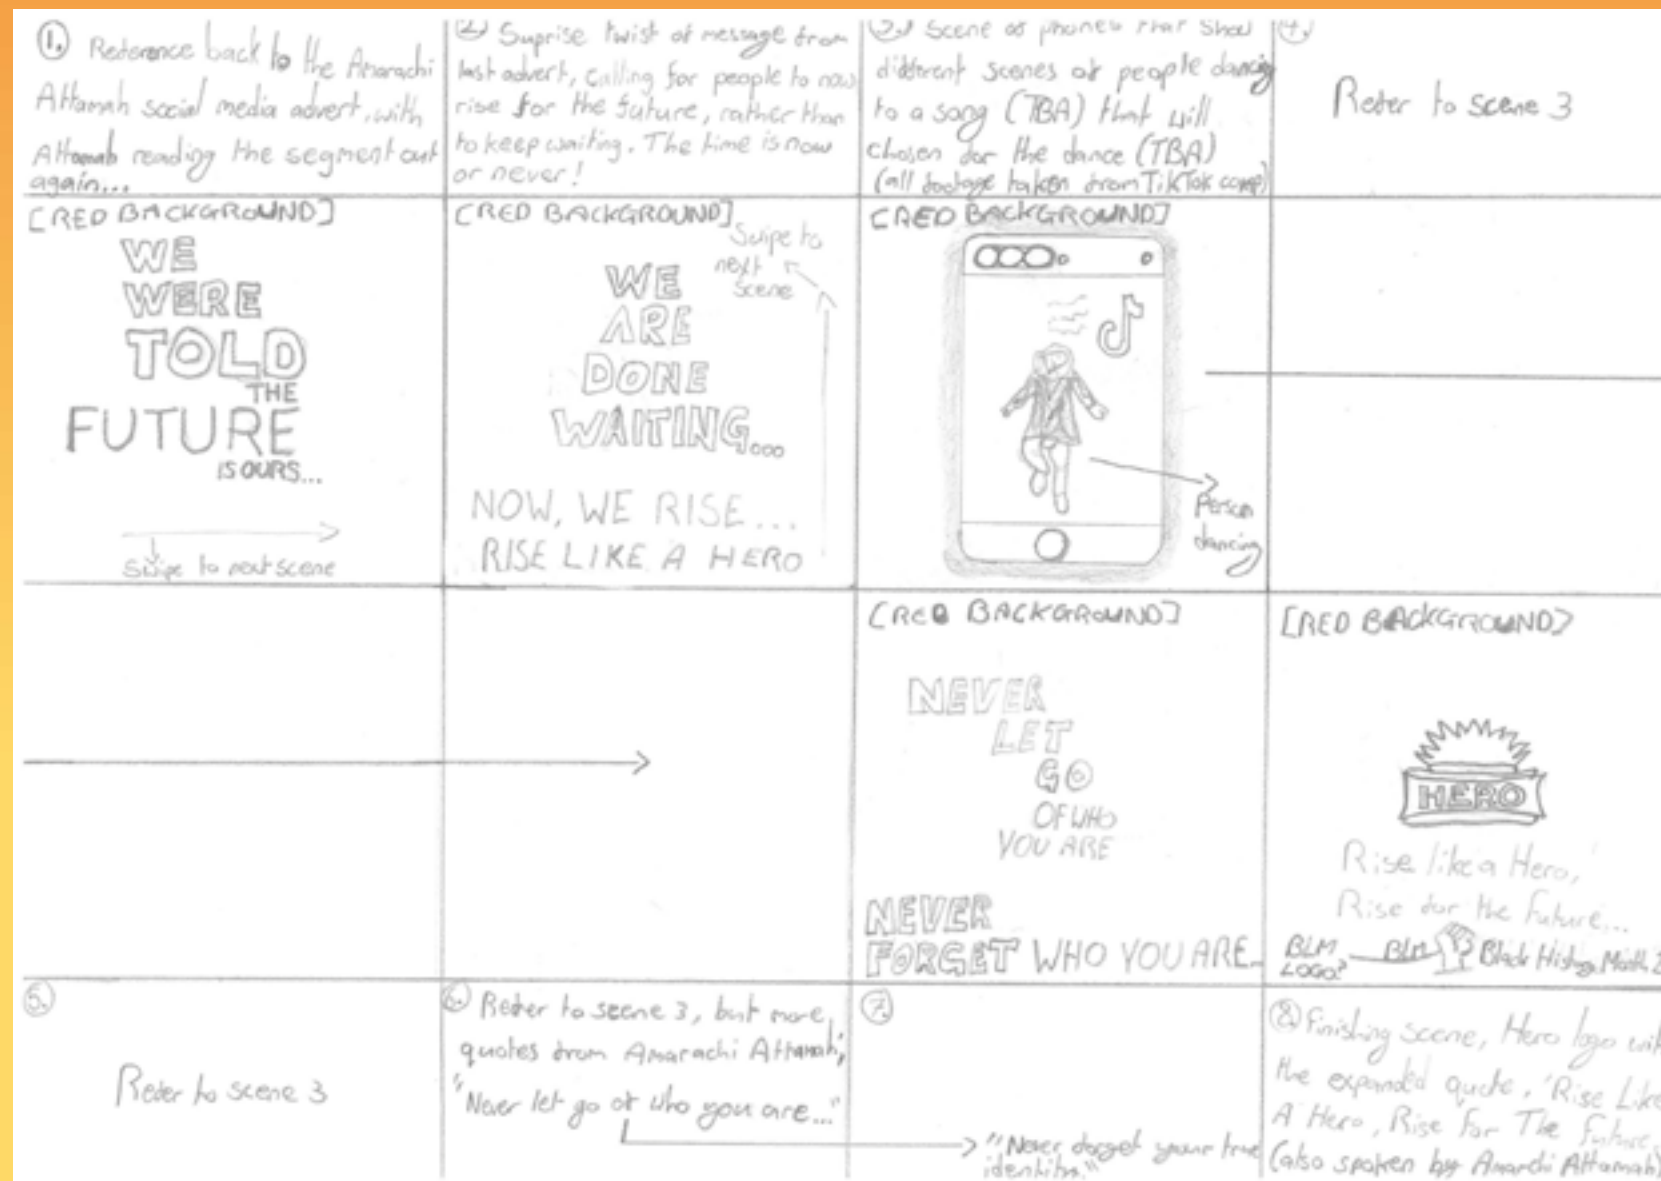 1. Reference back to the Amarachi
Attamah social media advert, with
Attamah reading the segment out
again...
2. Suprise twist of message from
last advert, calling for people to now
rise for the future, rather than
to keep waiting. The time is now
or never!
3. Scene of phones that show
different scenes of people dancing
to a song (TBA) that will
chosen for the dance (TBA)
(all footage taken from TikTok comp)
4.
Refer to scene 3
[RED BACKGROUND]
WE
WERE
TOLD
THE
FUTURE
IS OURS...
Swipe to next scene
[RED BACKGROUND]
Swipe to
next
scene
WE
ARE
DONE
WAITING...
NOW, WE RISE...
RISE LIKE A HERO
[RED BACKGROUND]
Person
dancing
[RED BACKGROUND]
NEVER
LET
GO
OF WHO
YOU ARE
NEVER
FORGET WHO YOU ARE...
[RED BACKGROUND]
HERO
Rise like a Hero,
Rise for the future...
BLM
LOGO?
BLM
Black History Month
5.
Refer to scene 3
6. Refer to scene 3, but more
quotes from Amarachi Attamah,
"Never let go of who you are..."
7.
"Never forget your true
identity."
8. Finishing scene, Hero logo with
the expanded quote, 'Rise Like
A Hero, Rise For The Future.
(also spoken by Amarchi Attamah)